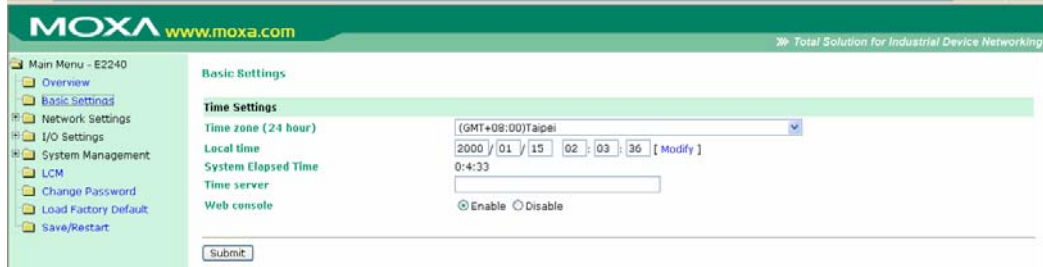 MOXA www.moxa.com
Total Solution for Industrial Device Networking
Main Menu - E2240
Overview
Basic Settings
Network Settings
I/O Settings
System Management
LCM
Change Password
Load Factory Default
Save/Restart
Basic Settings
Time Settings
Time zone (24 hour) (GMT+08:00)Taipei
Local time 2000 / 01 / 15 02 : 03 : 36 [ Modify ]
System Elapsed Time 0:4:33
Time server
Web console Enable Disable
Submit